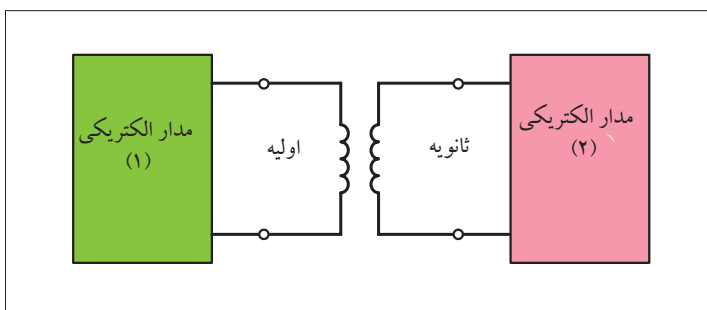 مدار الکتریکی
(۱)
اولیه
ثانویه
مدار الکتریکی
(۲)